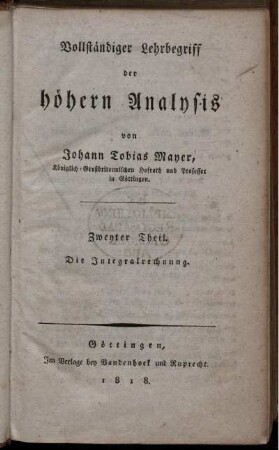 Vollständiger Lehrbegriff
der
höhern Analysis
von
Johann Tobias Mayer,
Königlich-Großbritannischen Hofrath und Professor
in Göttingen.
Zweyter Theil.
Die Integralrechnung.
Göttingen,
Im Verlage bey Vandenhoek und Ruprecht.
1818.